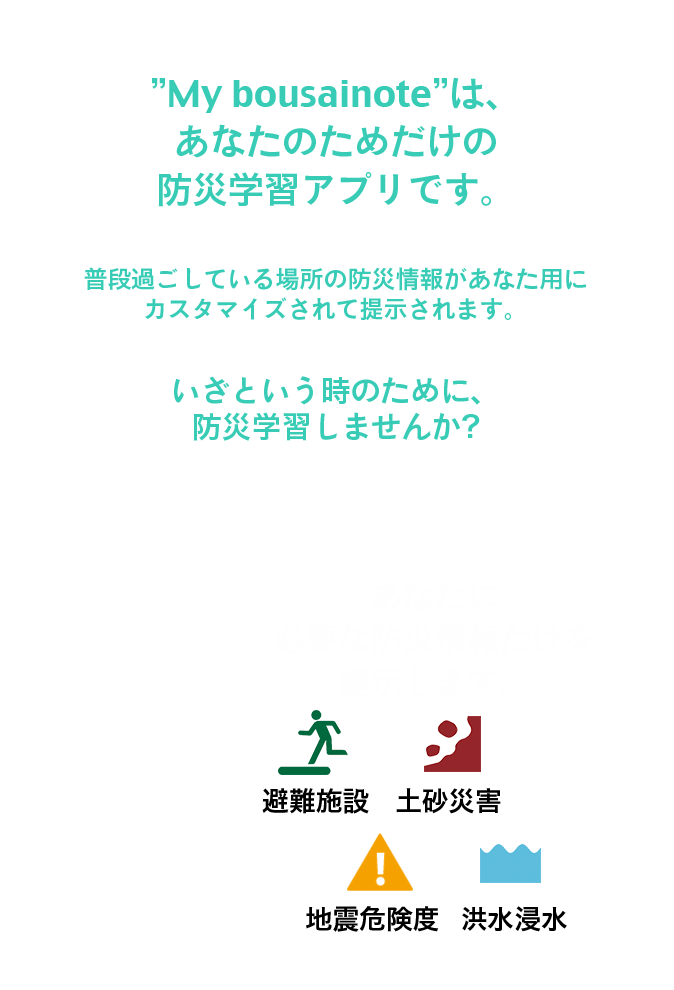 ”My bousainote”は、
あなたのためだけの
防災学習アプリです。
普段過ごしている場所の防災情報があなた用に
カスタマイズされて提示されます。
いざという時のために、
防災学習しませんか?
避難施設 土砂災害
地震危険度 洪水浸水